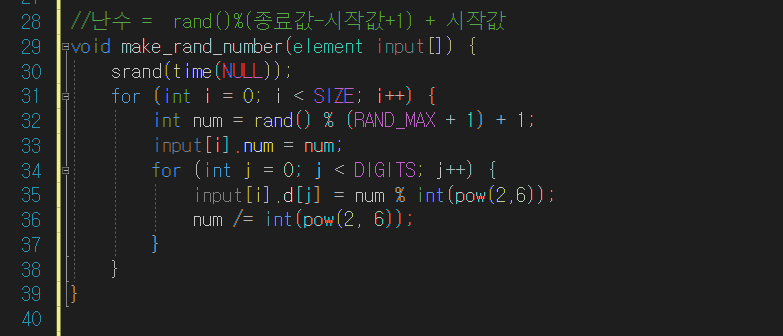 28 //난수 =  rand()%(종료값-시작값+1) + 시작값
29 void make_rand_number(element input[]) {
30     srand(time(NULL));
31     for (int i = 0; i < SIZE; i++) {
32         int num = rand() % (RAND_MAX + 1) + 1;
33         input[i].num = num;
34         for (int j = 0; j < DIGITS; j++) {
35             input[i].d[j] = num % int(pow(2,6));
36             num /= int(pow(2, 6));
37         }
38     }
39 }
40